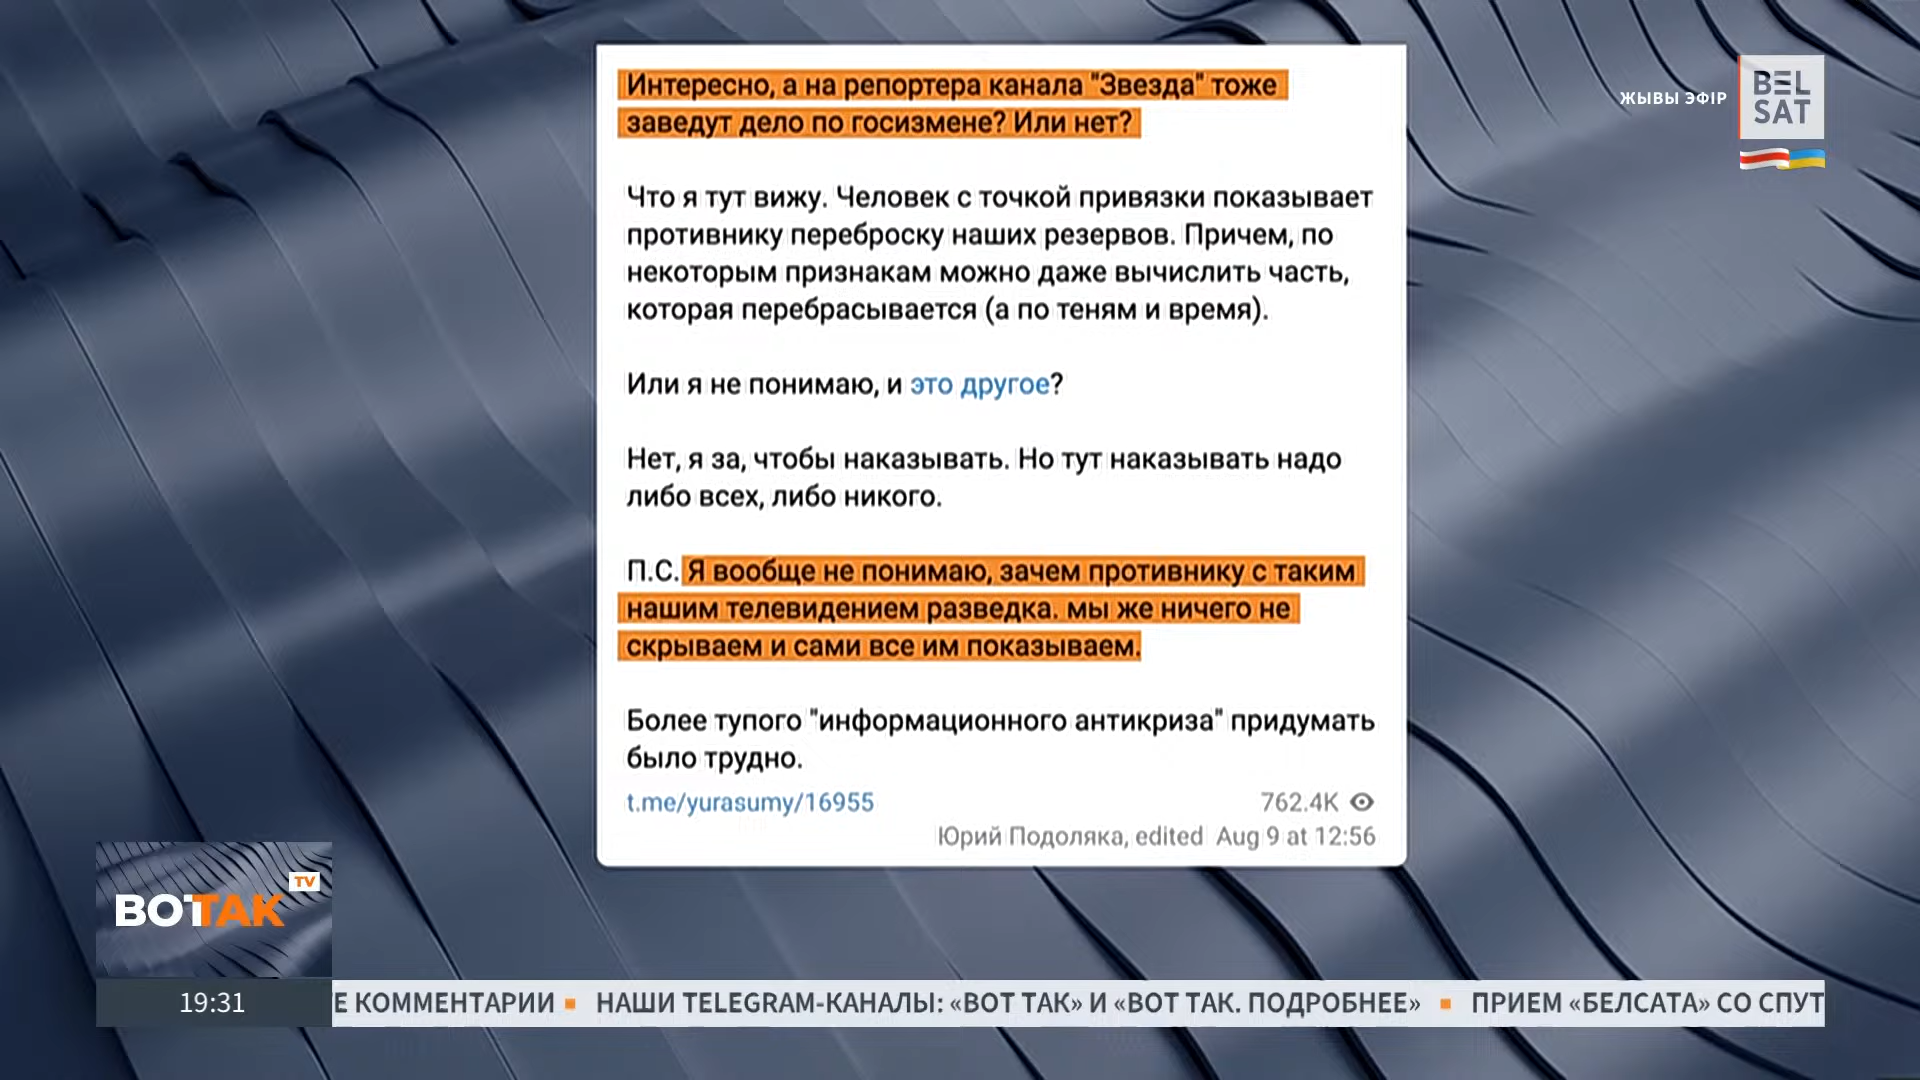 Интересно, а на репортера канала "Звезда" тоже
заведут дело по госизмене? Или нет?
Что я тут вижу. Человек с точкой привязки показывает
противнику переброску наших резервов. Причем, по
некоторым признакам можно даже вычислить часть,
которая перебрасывается (а по теням и время).
Или я не понимаю, и это другое?
Нет, я за, чтобы наказывать. Но тут наказывать надо
либо всех, либо никого.
П.С. Я вообще не понимаю, зачем противнику с таким
нашим телевидением разведка. мы же ничего не
скрываем и сами все им показываем.
Более тупого "информационного антикриза" придумать
было трудно.
t.me/yurasumy/16955 762.4K
Юрий Подоляка, edited Aug 9 at 12:56
ЖЫВЫ ЭФІР
BEL
SAT
ВОТ ТАК TV
19:31
Е КОММЕНТАРИИ ▪ НАШИ TELEGRAM-КАНАЛЫ: «ВОТ ТАК» И «ВОТ ТАК. ПОДРОБНЕЕ» ▪ ПРИЕМ «БЕЛСАТА» СО СПУТ